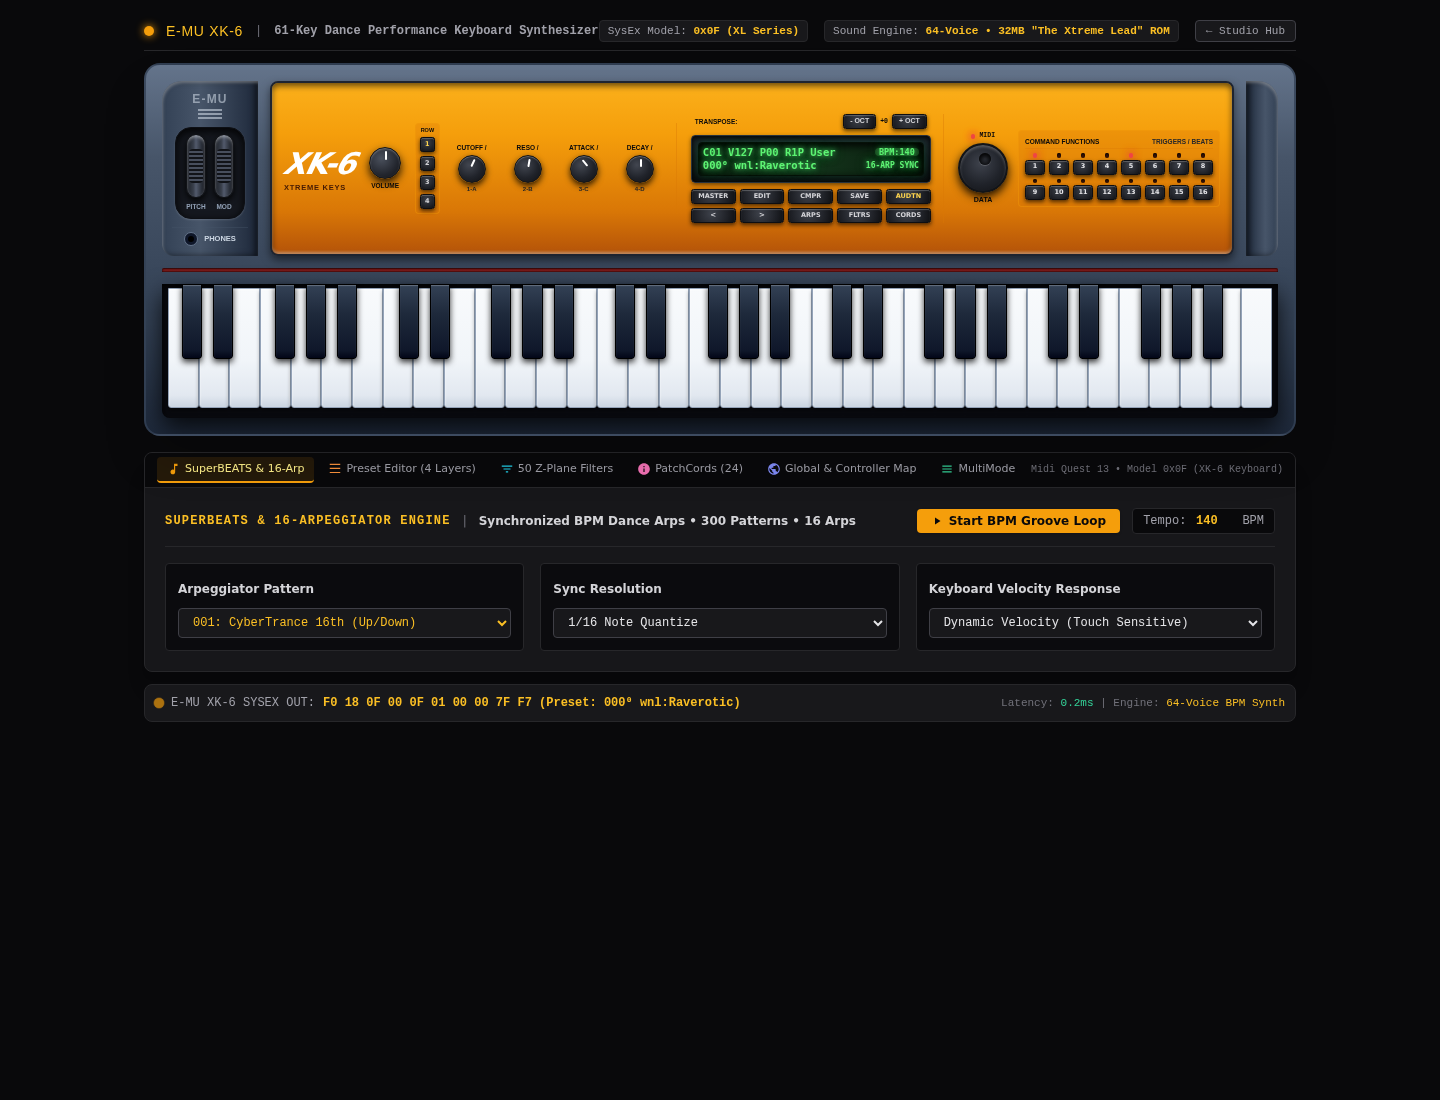 E-MU XK-6 | 61-Key Dance Performance Keyboard Synthesizer SysEx Model: 0x0F (XL Series) Sound Engine: 64-Voice • 32MB "The Xtreme Lead" ROM ← Studio Hub
E-MU
PITCH MOD
PHONES
XK-6
XTREME KEYS
VOLUME
ROW
1
2
3
4
CUTOFF / RESO / ATTACK / DECAY /
1-A 2-B 3-C 4-D
TRANSPOSE: - OCT +0 + OCT
C01 V127 P00 R1P User BPM:140
000⁰ wnl:Raverotic 16-ARP SYNC
MASTER EDIT CMPR SAVE AUDTN
< > ARPS FLTRS CORDS
MIDI
DATA
COMMAND FUNCTIONS TRIGGERS / BEATS
1 2 3 4 5 6 7 8
9 10 11 12 13 14 15 16
SuperBEATS & 16-Arp Preset Editor (4 Layers) 50 Z-Plane Filters PatchCords (24) Global & Controller Map MultiMode Midi Quest 13 • Model 0x0F (XK-6 Keyboard)
SUPERBEATS & 16-ARPEGGIATOR ENGINE | Synchronized BPM Dance Arps • 300 Patterns • 16 Arps Start BPM Groove Loop Tempo: 140 BPM
Arpeggiator Pattern Sync Resolution Keyboard Velocity Response
001: CyberTrance 16th (Up/Down) 1/16 Note Quantize Dynamic Velocity (Touch Sensitive)
E-MU XK-6 SYSEX OUT: F0 18 0F 00 0F 01 00 00 7F F7 (Preset: 000⁰ wnl:Raverotic) Latency: 0.2ms | Engine: 64-Voice BPM Synth